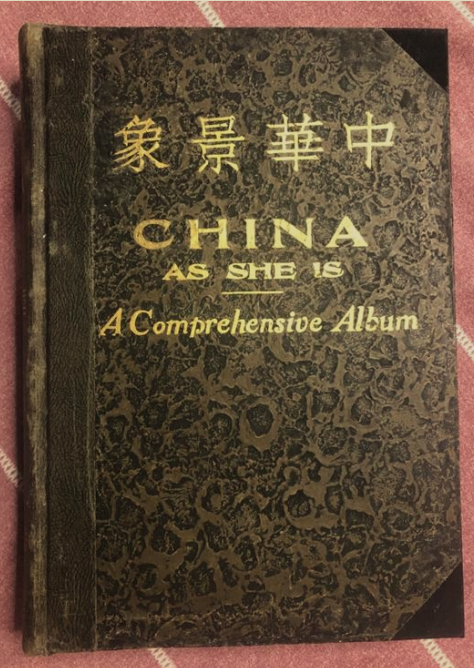 中華景象
CHINA
AS SHE IS
A Comprehensive Album